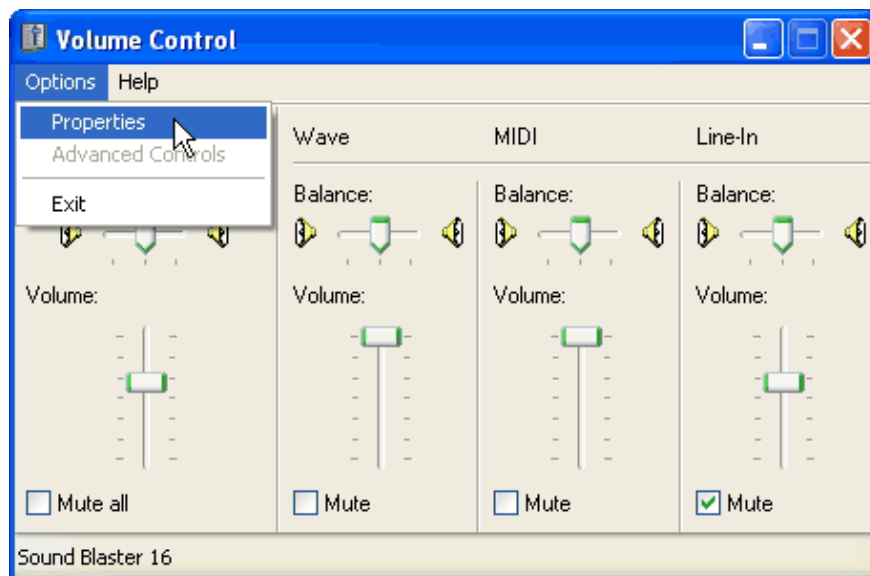 Volume Control
Options Help
Properties
Advanced Controls
Exit
Wave MIDI Line-In
Balance: Balance: Balance:
Volume: Volume: Volume: Volume:
Mute all Mute Mute Mute
Sound Blaster 16